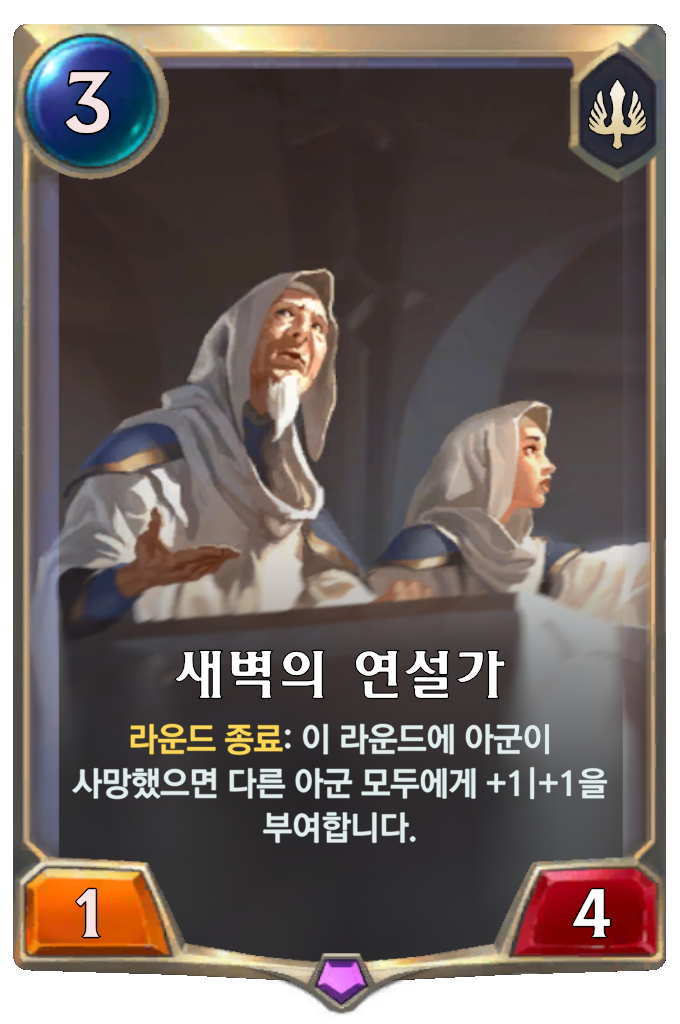 3
새벽의 연설가
라운드 종료: 이 라운드에 아군이
사망했으면 다른 아군 모두에게 +1|+1을
부여합니다.
1
4